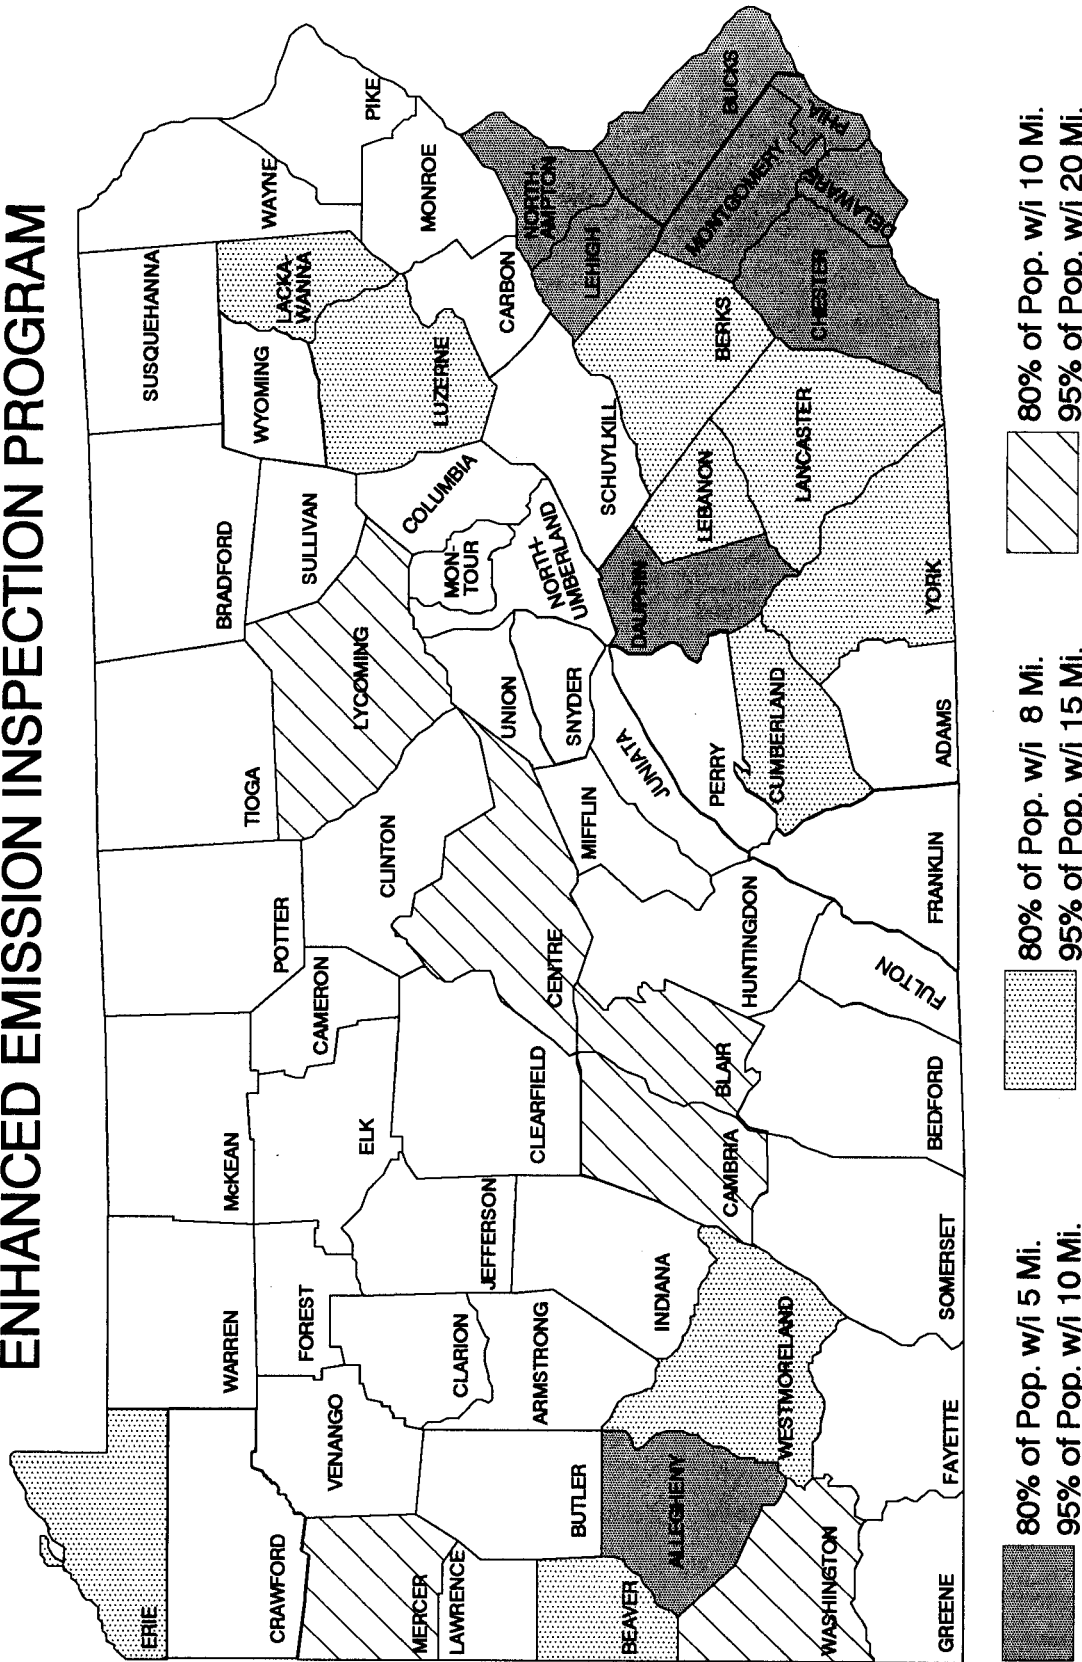 ENHANCED EMISSION INSPECTION PROGRAM
ERIE
CRAWFORD
WARREN
McKEAN
POTTER
TIOGA
BRADFORD
SUSQUEHANNA
WAYNE
PIKE
MERCER
VENANGO
FOREST
ELK
CAMERON
CLINTON
LYCOMING
SULLIVAN
WYOMING
LACKA-
WANNA
LAWRENCE
BUTLER
CLARION
JEFFERSON
CLEARFIELD
CENTRE
UNION
MON-
TOUR
COLUMBIA
LUZERNE
MONROE
CARBON
BEAVER
ALLEGHENY
ARMSTRONG
INDIANA
CAMBRIA
BLAIR
HUNTINGDON
MIFFLIN
JUNIATA
SNYDER
NORTH-
UMBERLAND
SCHUYLKILL
LEHIGH
NORTH-
AMPTON
WASHINGTON
WESTMORELAND
PERRY
CUMBERLAND
DAUPHIN
LEBANON
LANCASTER
BERKS
MONTGOMERY
BUCKS
GREENE
FAYETTE
SOMERSET
BEDFORD
FULTON
FRANKLIN
ADAMS
YORK
CHESTER
DELAWARE
PHIA
80% of Pop. w/i 5 Mi.
95% of Pop. w/i 10 Mi.
80% of Pop. w/i 8 Mi.
95% of Pop. w/i 15 Mi.
80% of Pop. w/i 10 Mi.
95% of Pop. w/i 20 Mi.